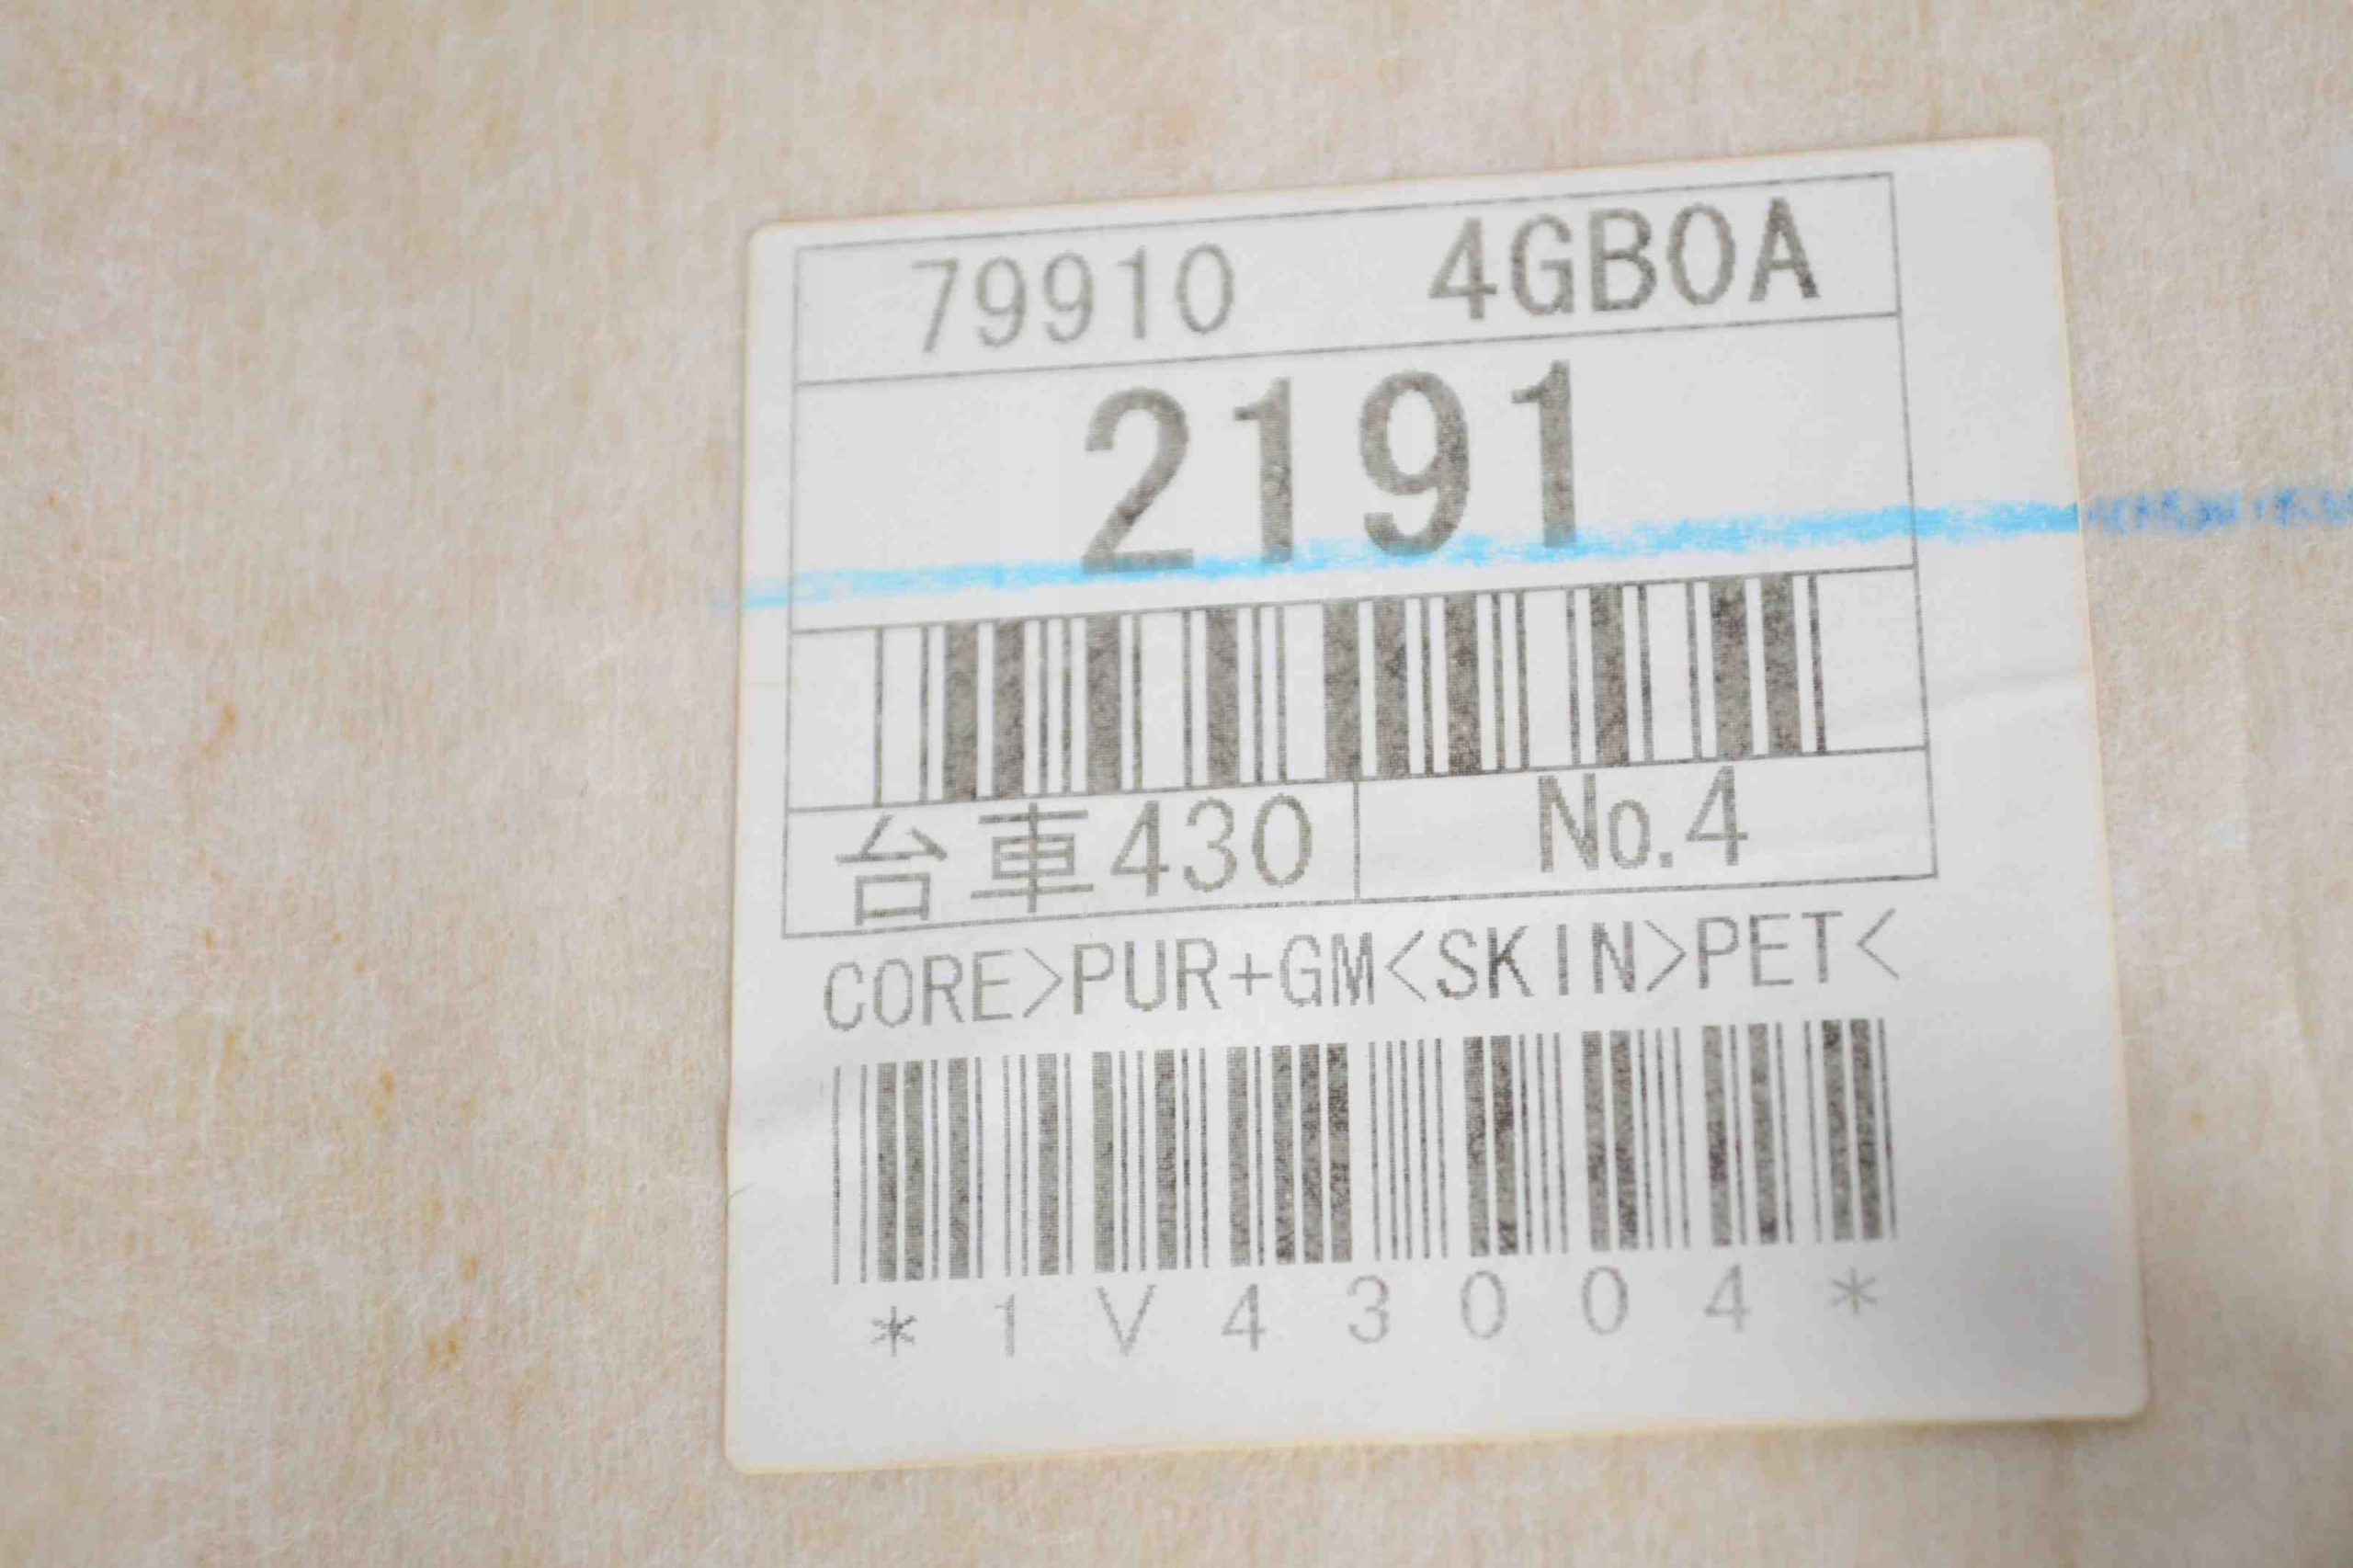 79910 4GB0A
2191
台車430 No.4
CORE>PUR+GM<SKIN>PET<
*1V43004*